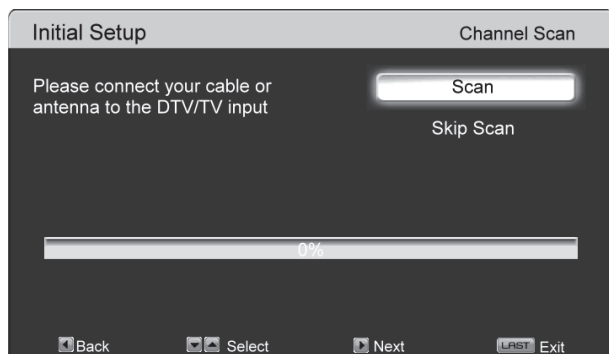 Initial Setup
Channel Scan
Please connect your cable or
antenna to the DTV/TV input
Scan
Skip Scan
0%
Back Select Next LAST Exit